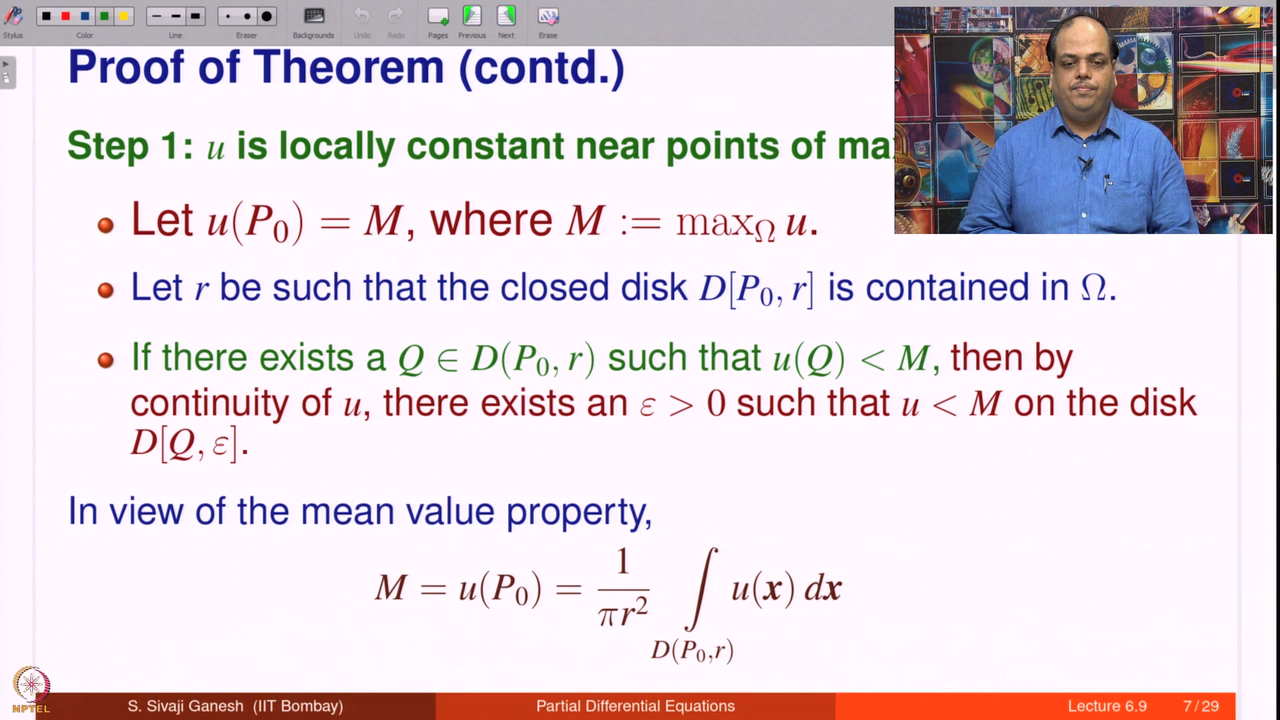 Stylus Color Line Eraser Backgrounds Undo Redo Pages Previous Next Erase
Proof of Theorem (contd.)
Step 1: u is locally constant near points of
Let u(P₀) = M, where M := max_Ω u.
Let r be such that the closed disk D[P₀, r] is contained in Ω.
If there exists a Q ∈ D(P₀, r) such that u(Q) < M, then by
continuity of u, there exists an ε > 0 such that u < M on the disk
D[Q, ε].
In view of the mean value property,
M = u(P₀) = 1/(πr²) ∫_{D(P₀,r)} u(x) dx
NPTEL
S. Sivaji Ganesh (IIT Bombay) Partial Differential Equations Lecture 6.9 7 / 29